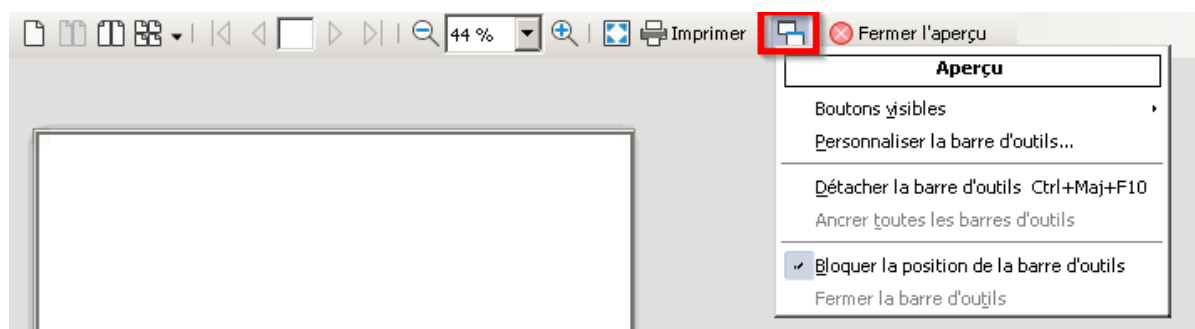 44 % Imprimer Fermer l'aperçu
Aperçu
Boutons visibles
Personnaliser la barre d'outils...
Détacher la barre d'outils Ctrl+Maj+F10
Ancrer toutes les barres d'outils
Bloquer la position de la barre d'outils
Fermer la barre d'outils